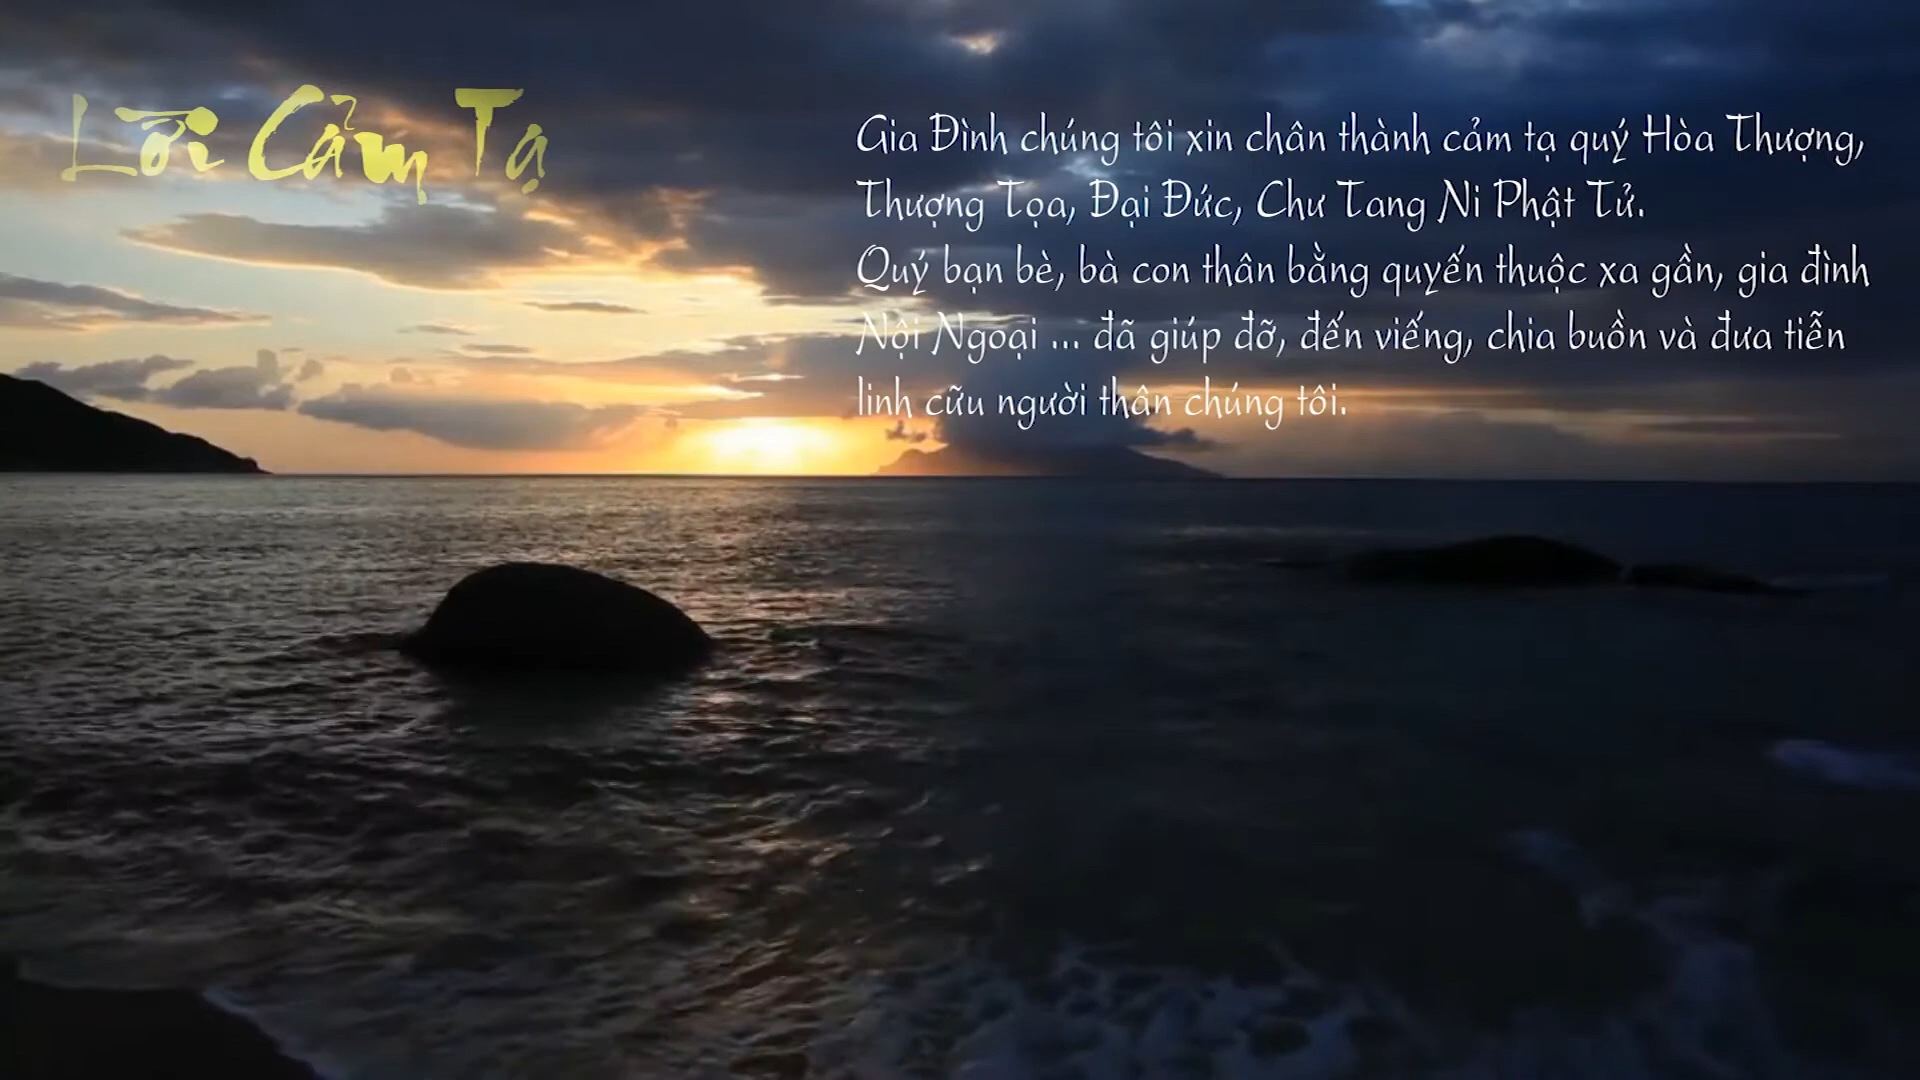 Lời Cảm Tạ
Gia Đình chúng tôi xin chân thành cảm tạ quý Hòa Thượng,
Thượng Tọa, Đại Đức, Chư Tang Ni Phật Tử.
Quý bạn bè, bà con thân bằng quyến thuộc xa gần, gia đình
Nội Ngoại ... đã giúp đỡ, đến viếng, chia buồn và đưa tiễn
linh cữu người thân chúng tôi.